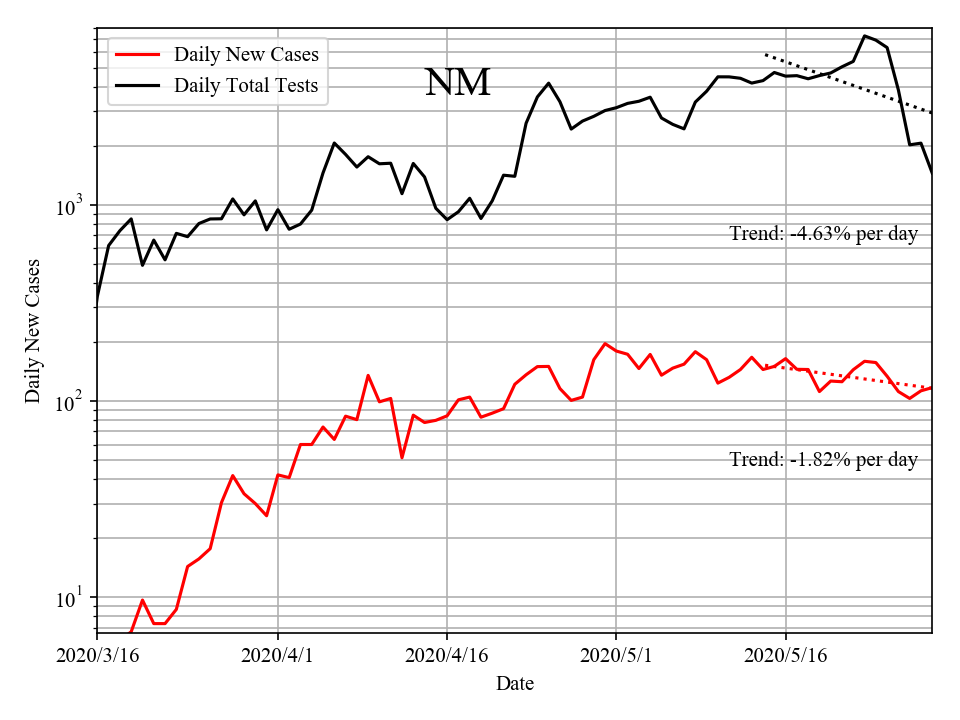 Daily New Cases
Daily Total Tests
NM
10³
Trend: -4.63% per day
Daily New Cases
10²
Trend: -1.82% per day
10¹
2020/3/16 2020/4/1 2020/4/16 2020/5/1 2020/5/16
Date